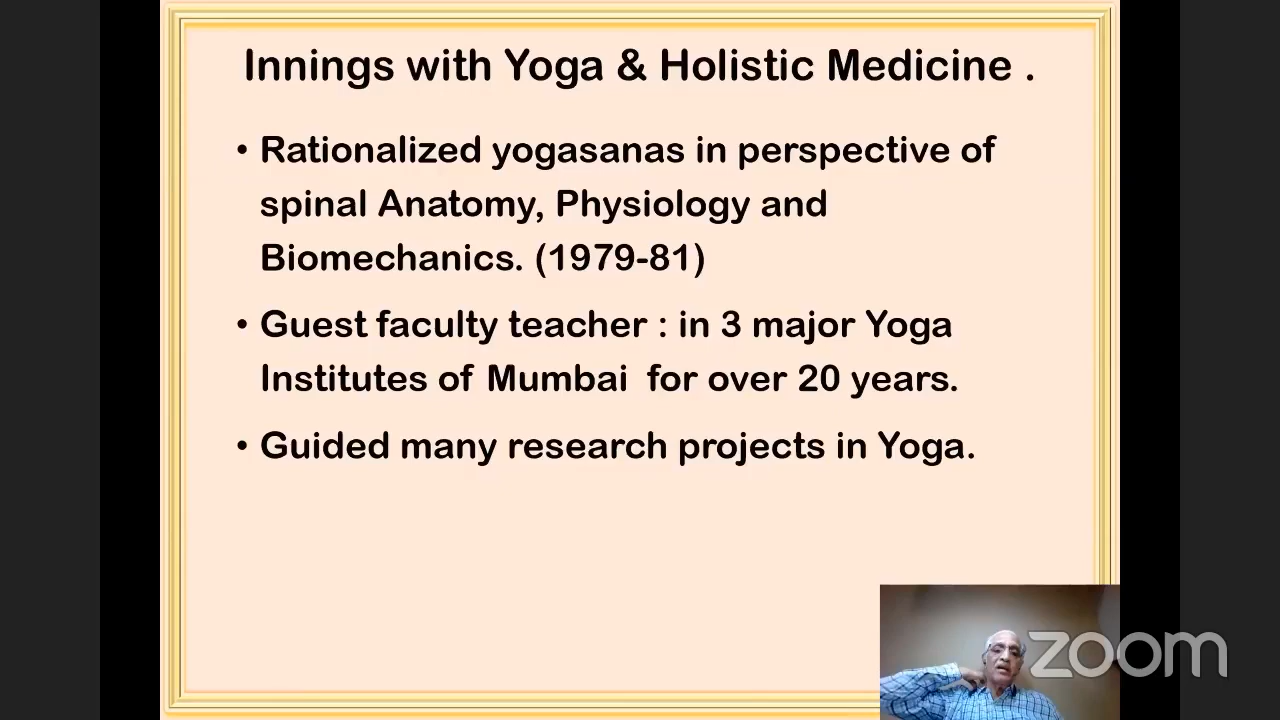 Innings with Yoga & Holistic Medicine .
• Rationalized yogasanas in perspective of
spinal Anatomy, Physiology and
Biomechanics. (1979-81)
• Guest faculty teacher : in 3 major Yoga
Institutes of Mumbai for over 20 years.
• Guided many research projects in Yoga.
zoom